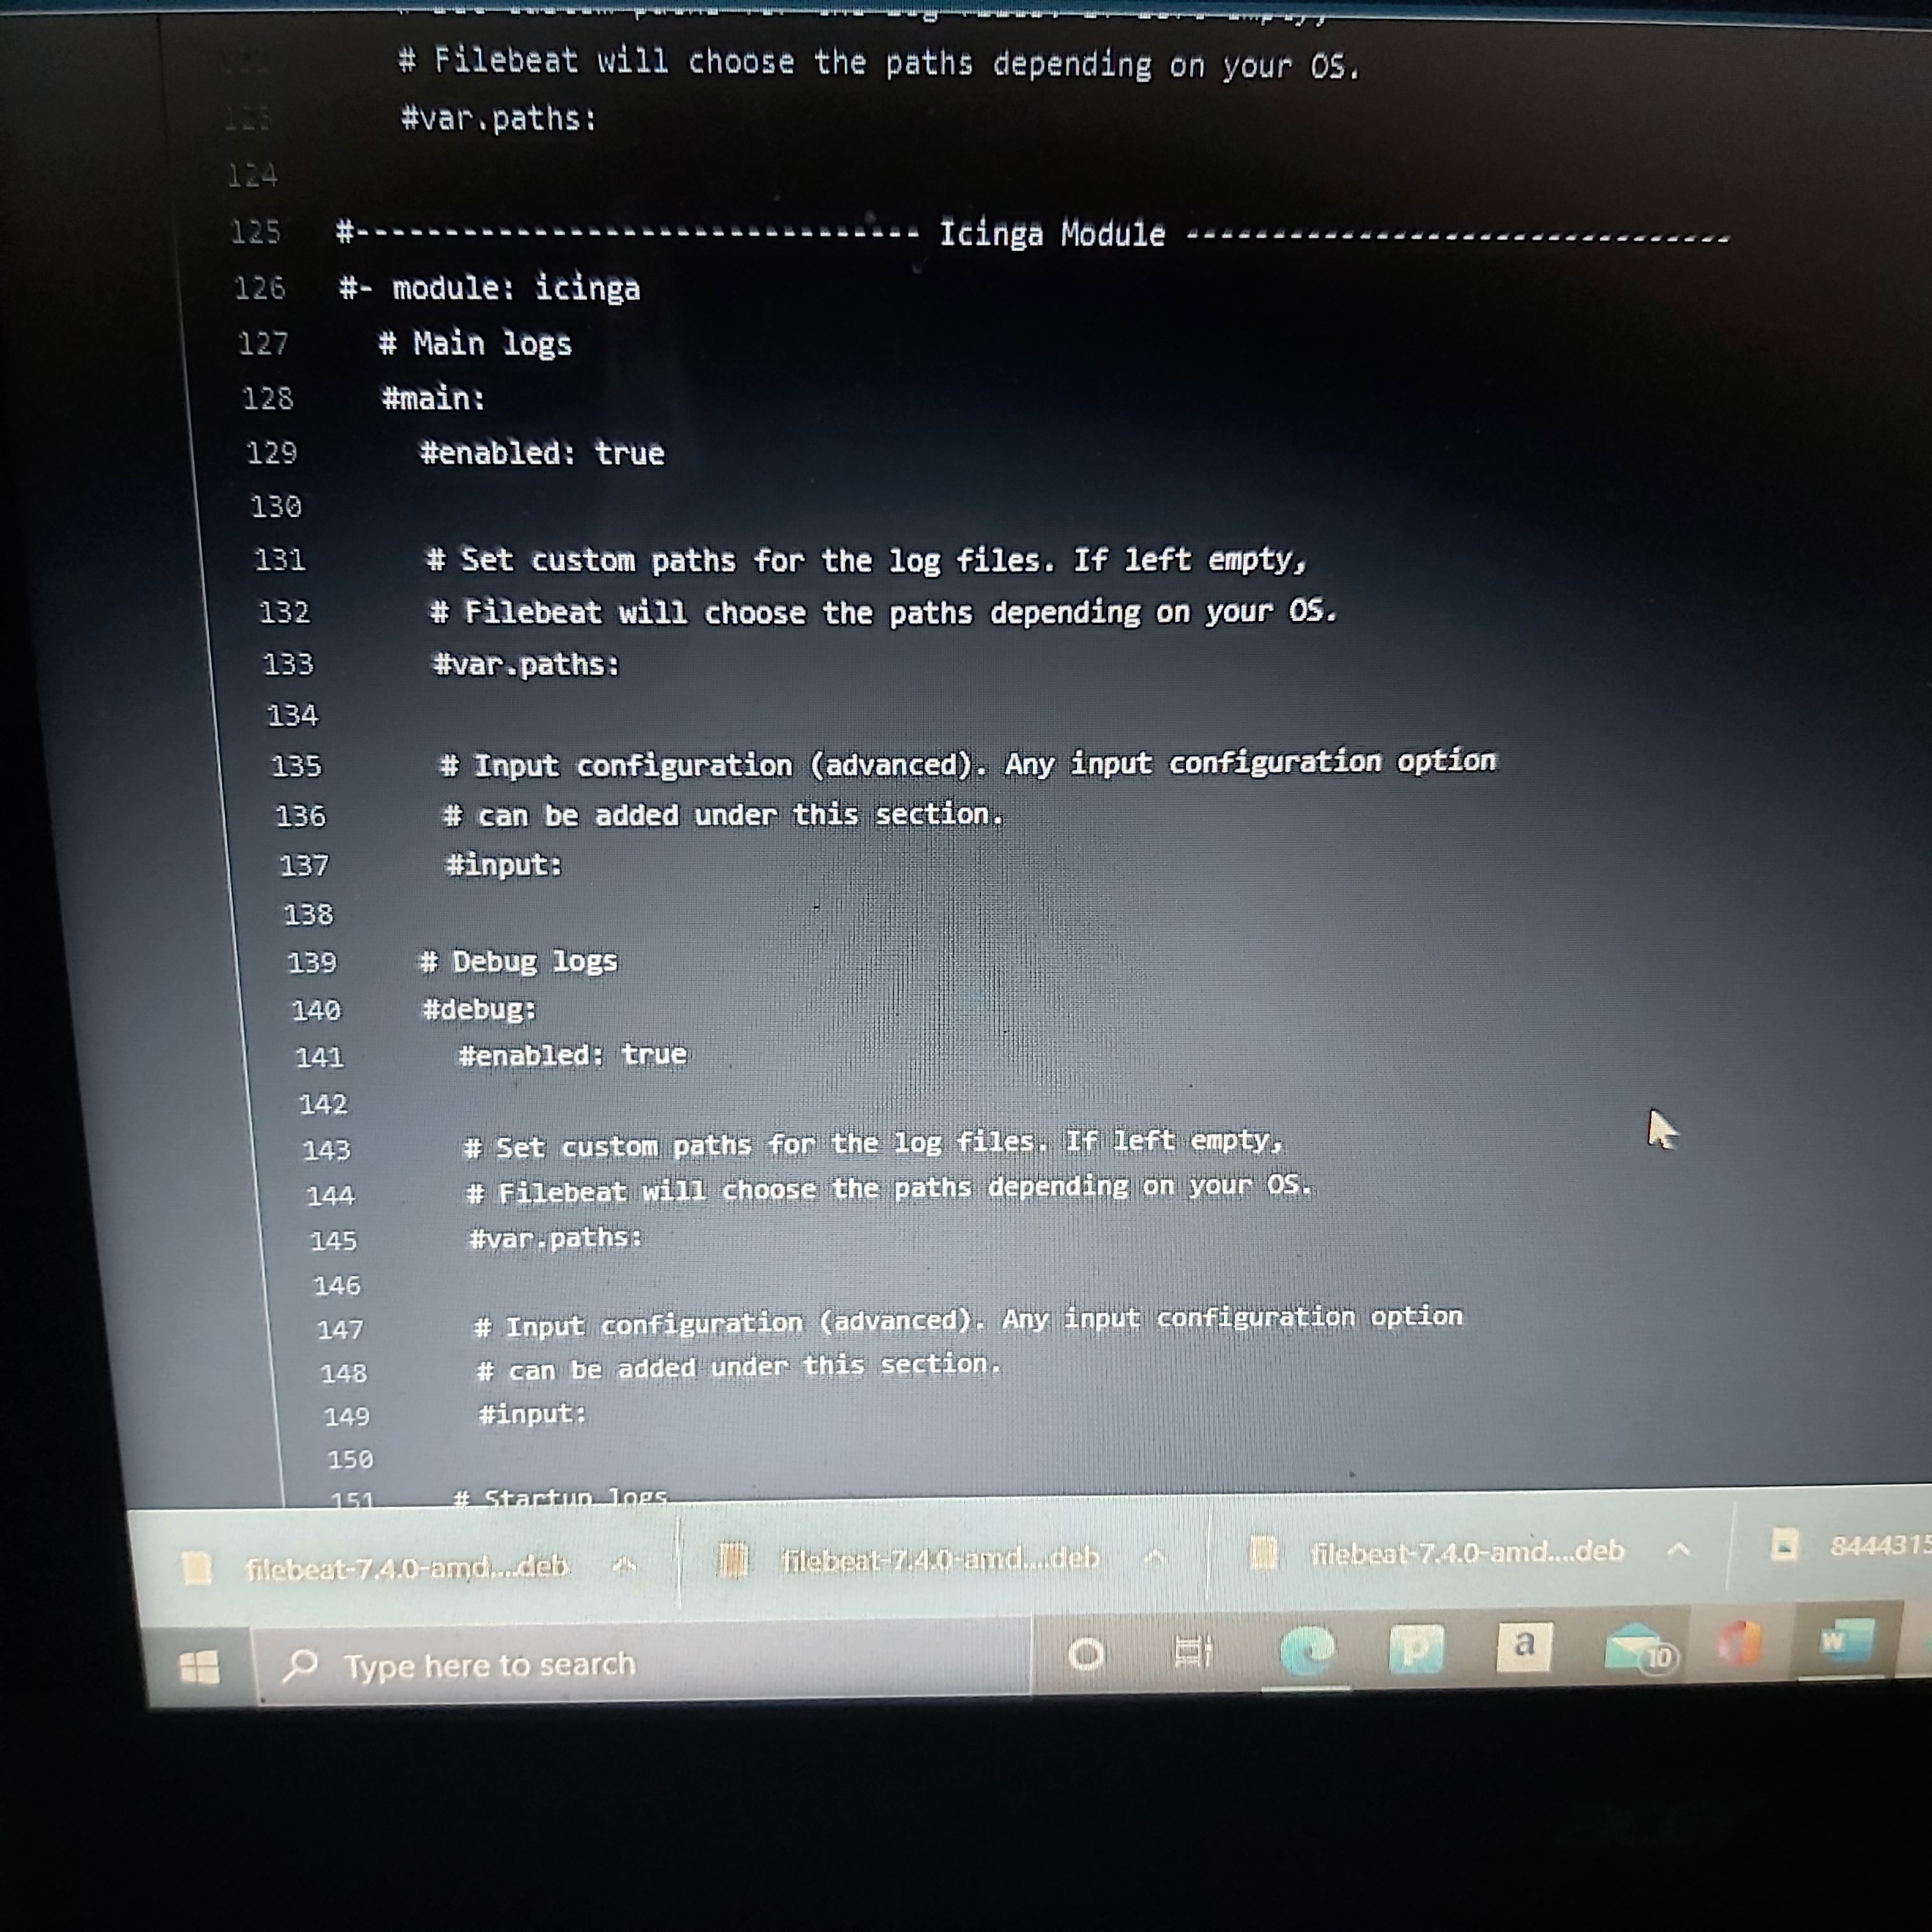 # Filebeat will choose the paths depending on your OS.
123 #var.paths:
124
125 #-------------------------------- Icinga Module -------------------------------
126 #- module: icinga
127 # Main logs
128 #main:
129 #enabled: true
130
131 # Set custom paths for the log files. If left empty,
132 # Filebeat will choose the paths depending on your OS.
133 #var.paths:
134
135 # Input configuration (advanced). Any input configuration option
136 # can be added under this section.
137 #input:
138
139 # Debug logs
140 #debug:
141 #enabled: true
142
143 # Set custom paths for the log files. If left empty,
144 # Filebeat will choose the paths depending on your OS.
145 #var.paths:
146
147 # Input configuration (advanced). Any input configuration option
148 # can be added under this section.
149 #input:
150
151 # Startup logs
filebeat-7.4.0-amd....deb filebeat-7.4.0-amd....deb filebeat-7.4.0-amd....deb 8444315
Type here to search P a 10 W